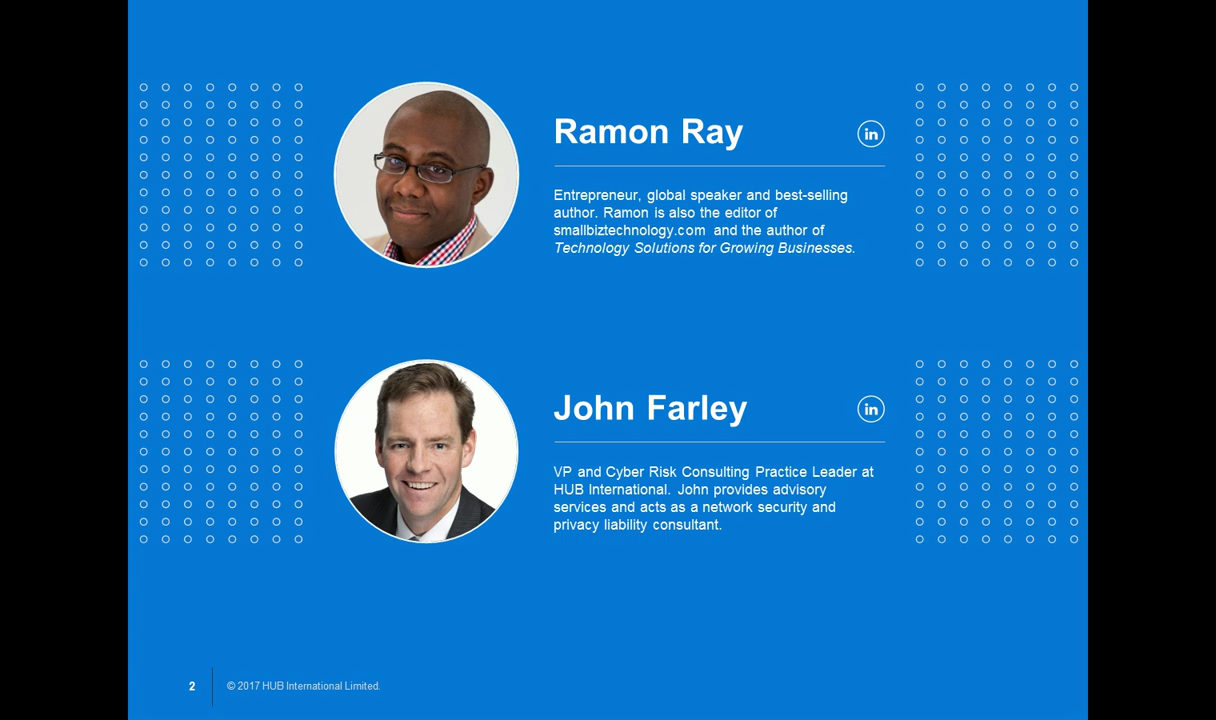 Ramon Ray
in
Entrepreneur, global speaker and best-selling
author. Ramon is also the editor of
smallbiztechnology.com and the author of
Technology Solutions for Growing Businesses.
John Farley
in
VP and Cyber Risk Consulting Practice Leader at
HUB International. John provides advisory
services and acts as a network security and
privacy liability consultant.
2
© 2017 HUB International Limited.